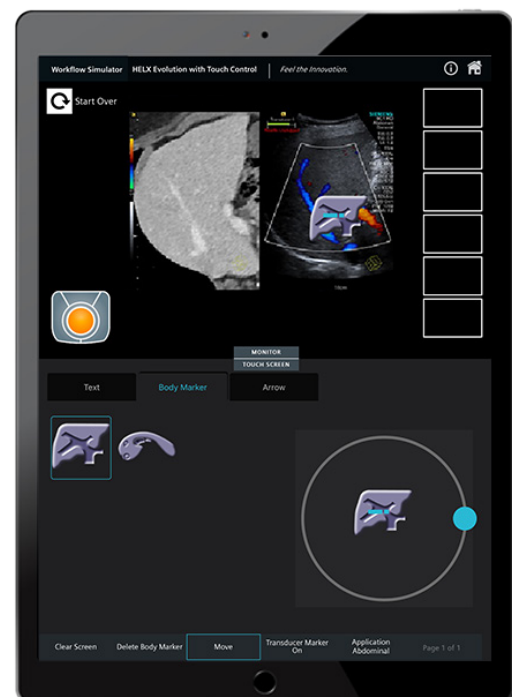 Workflow Simulator HELX Evolution with Touch Control Feel the Innovation.
Start Over
SIEMENS
MONITOR
TOUCH SCREEN
Text Body Marker Arrow
Clear Screen Delete Body Marker Move Transducer Marker On Application Abdominal Page 1 of 1